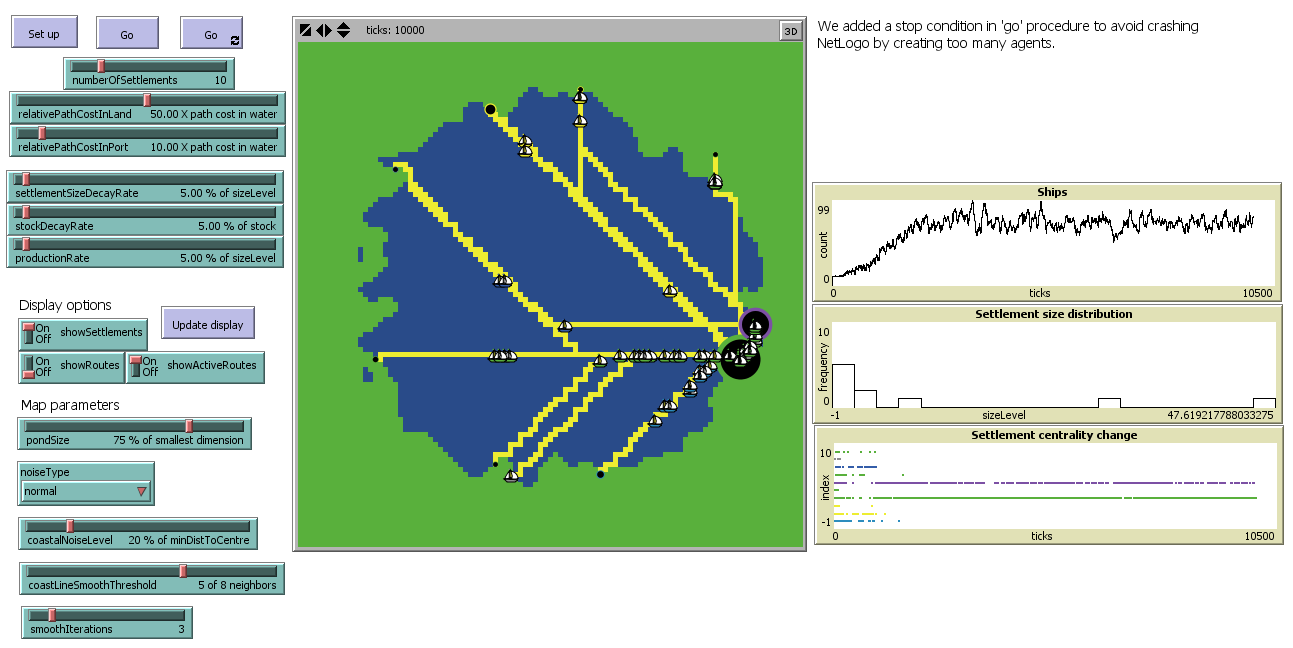 Set up
Go
Go
numberOfSettlements 10
relativePathCostInLand 50.00 X path cost in water
relativePathCostInPort 10.00 X path cost in water
settlementSizeDecayRate 5.00 % of sizeLevel
stockDecayRate 5.00 % of stock
productionRate 5.00 % of sizeLevel
Display options
On
Off
showSettlements
Update display
On
Off
showRoutes
On
Off
showActiveRoutes
Map parameters
pondSize 75 % of smallest dimension
noiseType
normal
coastalNoiseLevel 20 % of minDistToCentre
coastLineSmoothThreshold 5 of 8 neighbors
smoothIterations 3
ticks: 10000
3D
We added a stop condition in 'go' procedure to avoid crashing
NetLogo by creating too many agents.
Ships
99
count
0
0 ticks 10500
Settlement size distribution
10
frequency
0
-1 sizeLevel 47.619217788033275
Settlement centrality change
10
index
-1
0 ticks 10500